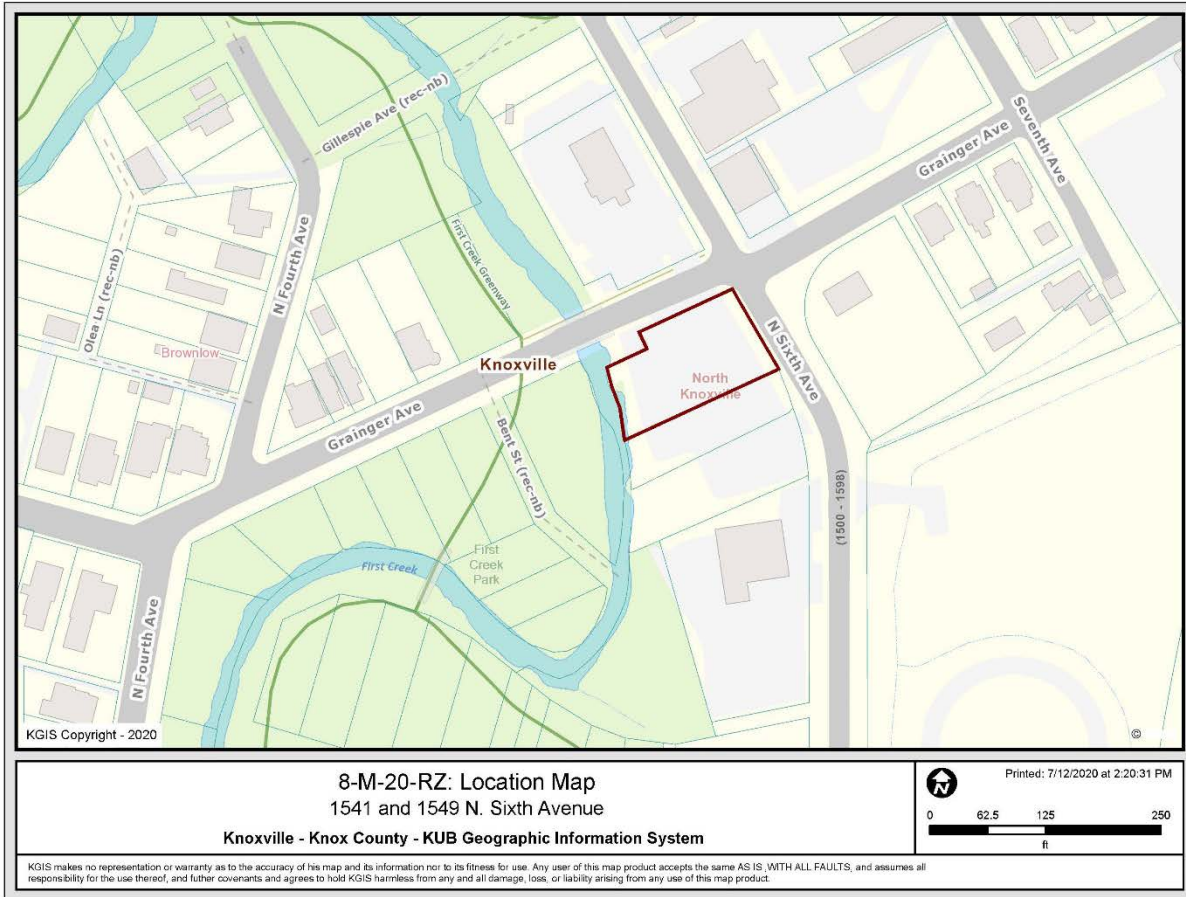 Gillespie Ave (rec-nb)
Seventh Ave
Grainger Ave
N Fourth Ave
First Creek Greenway
Olea Ln (rec-nb)
Brownlow
Knoxville
North
Knoxville
N Sixth Ave
Grainger Ave
Bent St (rec-nb)
(1500 - 1598)
First
Creek
Park
First Creek
N Fourth Ave
KGIS Copyright - 2020
©
8-M-20-RZ: Location Map
1541 and 1549 N. Sixth Avenue
Knoxville - Knox County - KUB Geographic Information System
N
Printed: 7/12/2020 at 2:20:31 PM
0 62.5 125 250
ft
KGIS makes no representation or warranty as to the accuracy of his map and its information nor to its fitness for use. Any user of this map product accepts the same AS IS ,WITH ALL FAULTS, and assumes all
responsibility for the use thereof, and futher covenants and agrees to hold KGIS harmless from any and all damage, loss, or liability arising from any use of this map product.